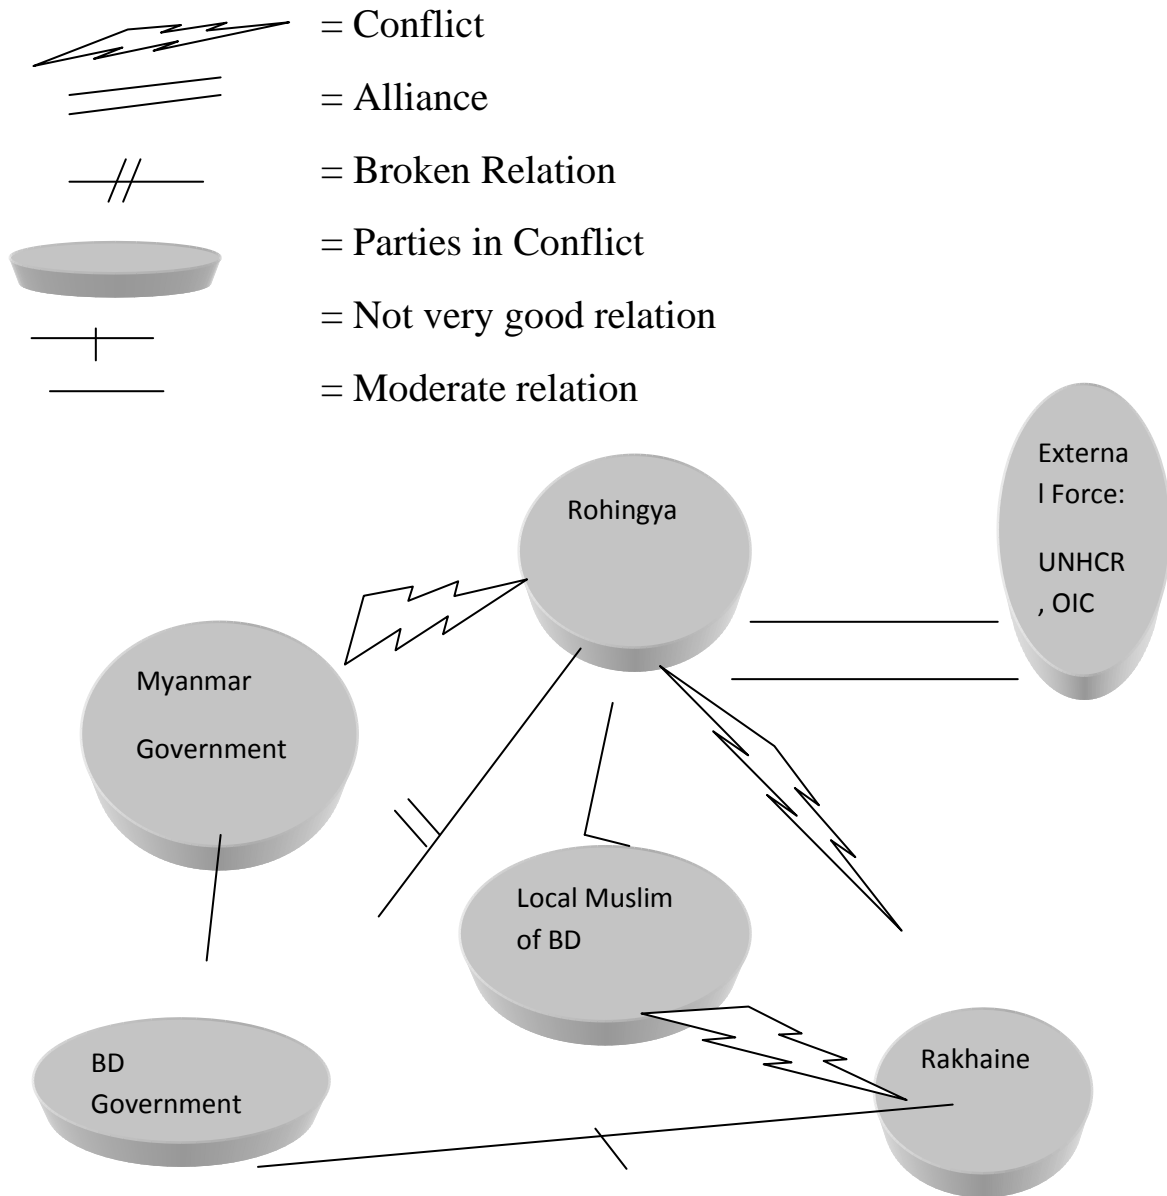 = Conflict
= Alliance
= Broken Relation
= Parties in Conflict
= Not very good relation
= Moderate relation
Externa
l Force:
UNHCR
, OIC
Rohingya
Myanmar
Government
Local Muslim
of BD
BD
Government
Rakhaine